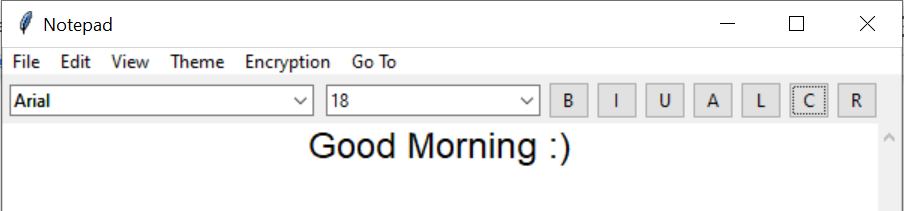 Notepad
File Edit View Theme Encryption Go To
Arial 18 B I U A L C R
Good Morning :)